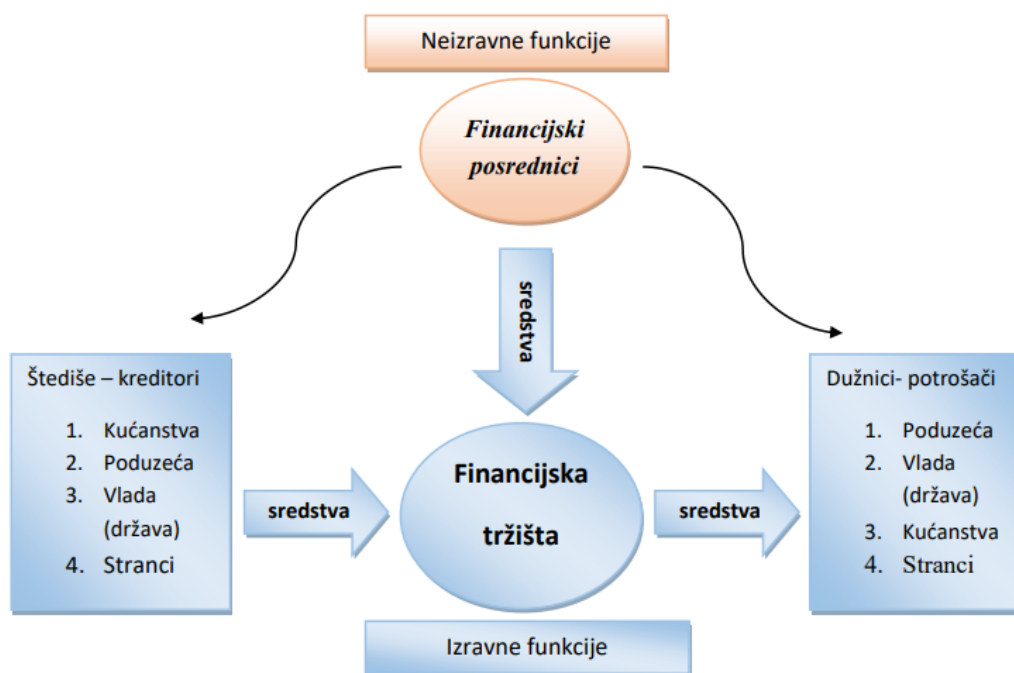 Neizravne funkcije
Financijski
posrednici
sredstva
Štediše – kreditori
1. Kućanstva
2. Poduzeća
3. Vlada
(država)
4. Stranci
sredstva
Financijska
tržišta
sredstva
Dužnici- potrošači
1. Poduzeća
2. Vlada
(država)
3. Kućanstva
4. Stranci
Izravne funkcije